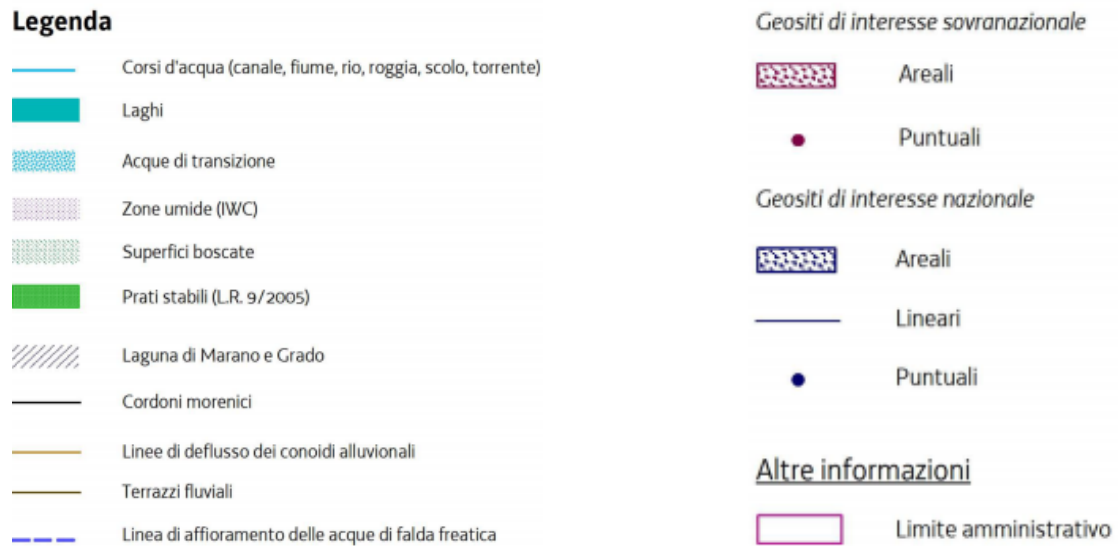 Legenda
Corsi d'acqua (canale, fiume, rio, roggia, scolo, torrente)
Laghi
Acque di transizione
Zone umide (IWC)
Superfici boscate
Prati stabili (L.R. 9/2005)
Laguna di Marano e Grado
Cordoni morenici
Linee di deflusso dei conoidi alluvionali
Terrazzi fluviali
Linea di affioramento delle acque di falda freatica
Geositi di interesse sovranazionale
Areali
Puntuali
Geositi di interesse nazionale
Areali
Lineari
Puntuali
Altre informazioni
Limite amministrativo